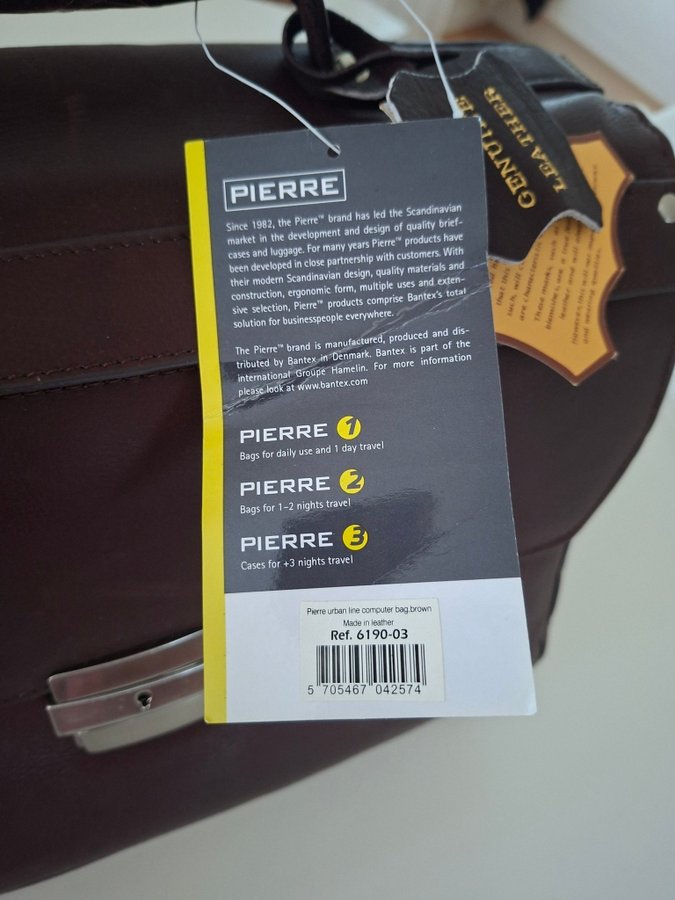 GENUINE
LEATHER
PIERRE
Since 1982, the Pierre™ brand has led the Scandinavian
market in the development and design of quality brief-
cases and luggage. For many years Pierre™ products have
been developed in close partnership with customers. With
their modern Scandinavian design, quality materials and
construction, ergonomic form, multiple uses and exten-
sive selection, Pierre™ products comprise Bantex's total
solution for businesspeople everywhere.
The Pierre™ brand is manufactured, produced and dis-
tributed by Bantex in Denmark. Bantex is part of the
international Groupe Hamelin. For more information
please look at www.bantex.com
PIERRE 1
Bags for daily use and 1 day travel
PIERRE 2
Bags for 1-2 nights travel
PIERRE 3
Cases for +3 nights travel
Pierre urban line computer bag.brown
Made in leather
Ref. 6190-03
5 705467 042574